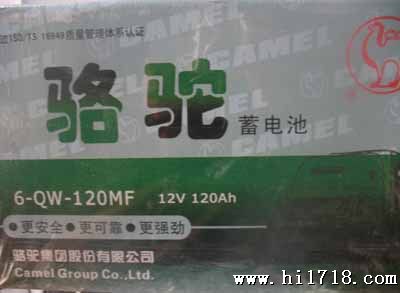 过ISO/TS 16949质量管理体系认证
CAMEL
骆驼 蓄电池
6-QW-120MF 12V 120Ah
更安全 更可靠 更强劲
骆驼集团股份有限公司
Camel Group Co.,Ltd.
www.hi1718.com